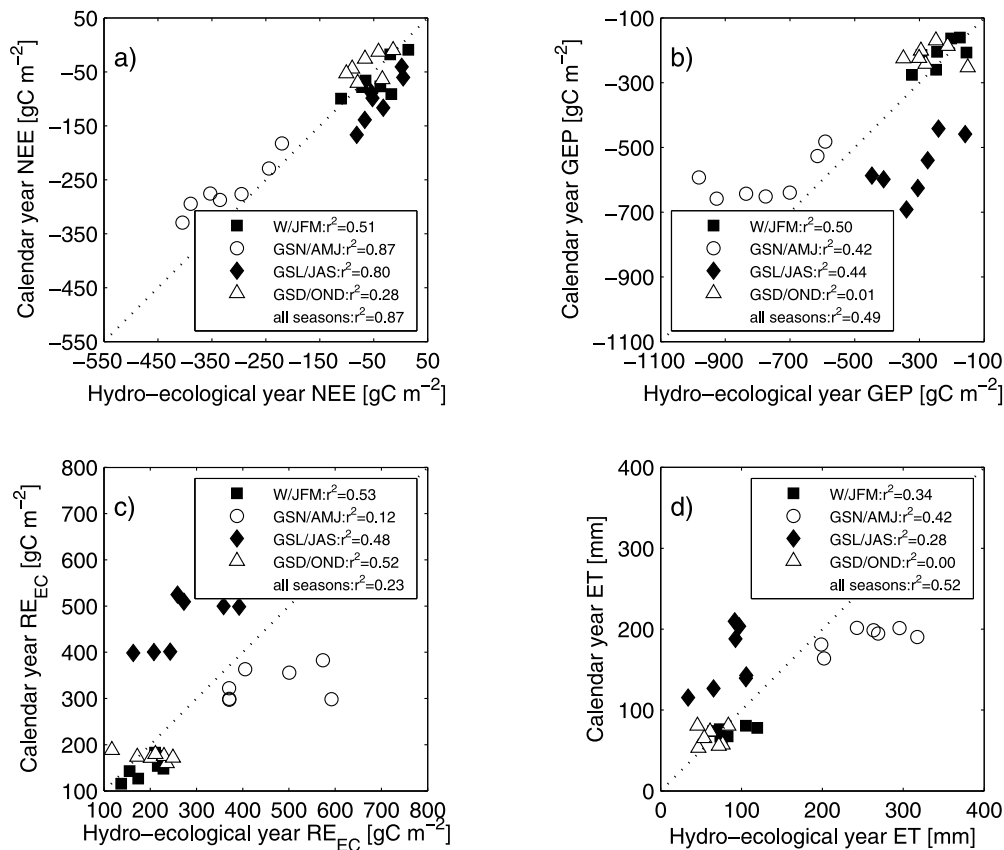 a)
Calendar year NEE [gC m−2]
50
−50
−150
−250
−350
−450
−550
−550
−450
−350
−250
−150
−50
50
Hydro−ecological year NEE [gC m−2]
W/JFM:r2=0.51
GSN/AMJ:r2=0.87
GSL/JAS:r2=0.80
GSD/OND:r2=0.28
all seasons:r2=0.87
b)
Calendar year GEP [gC m−2]
−100
−300
−500
−700
−900
−1100
−1100
−900
−700
−500
−300
−100
Hydro−ecological year GEP [gC m−2]
W/JFM:r2=0.50
GSN/AMJ:r2=0.42
GSL/JAS:r2=0.44
GSD/OND:r2=0.01
all seasons:r2=0.49
c)
Calendar year REEC [gC m−2]
800
700
600
500
400
300
200
100
100 200 300 400 500 600 700 800
Hydro−ecological year REEC [gC m−2]
W/JFM:r2=0.53
GSN/AMJ:r2=0.12
GSL/JAS:r2=0.48
GSD/OND:r2=0.52
all seasons:r2=0.23
d)
Calendar year ET [mm]
400
300
200
100
0
0 100 200 300 400
Hydro−ecological year ET [mm]
W/JFM:r2=0.34
GSN/AMJ:r2=0.42
GSL/JAS:r2=0.28
GSD/OND:r2=0.00
all seasons:r2=0.52